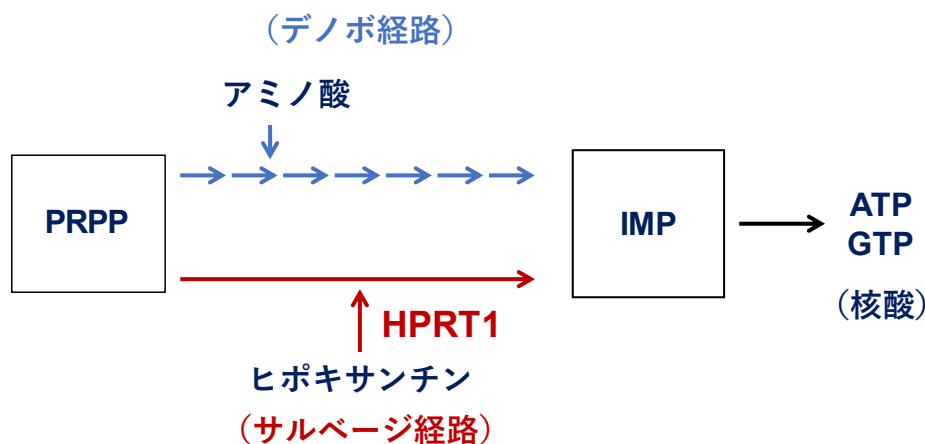 （デノボ経路）
アミノ酸
PRPP
IMP
ATP
GTP
（核酸）
HPRT1
ヒポキサンチン
（サルベージ経路）